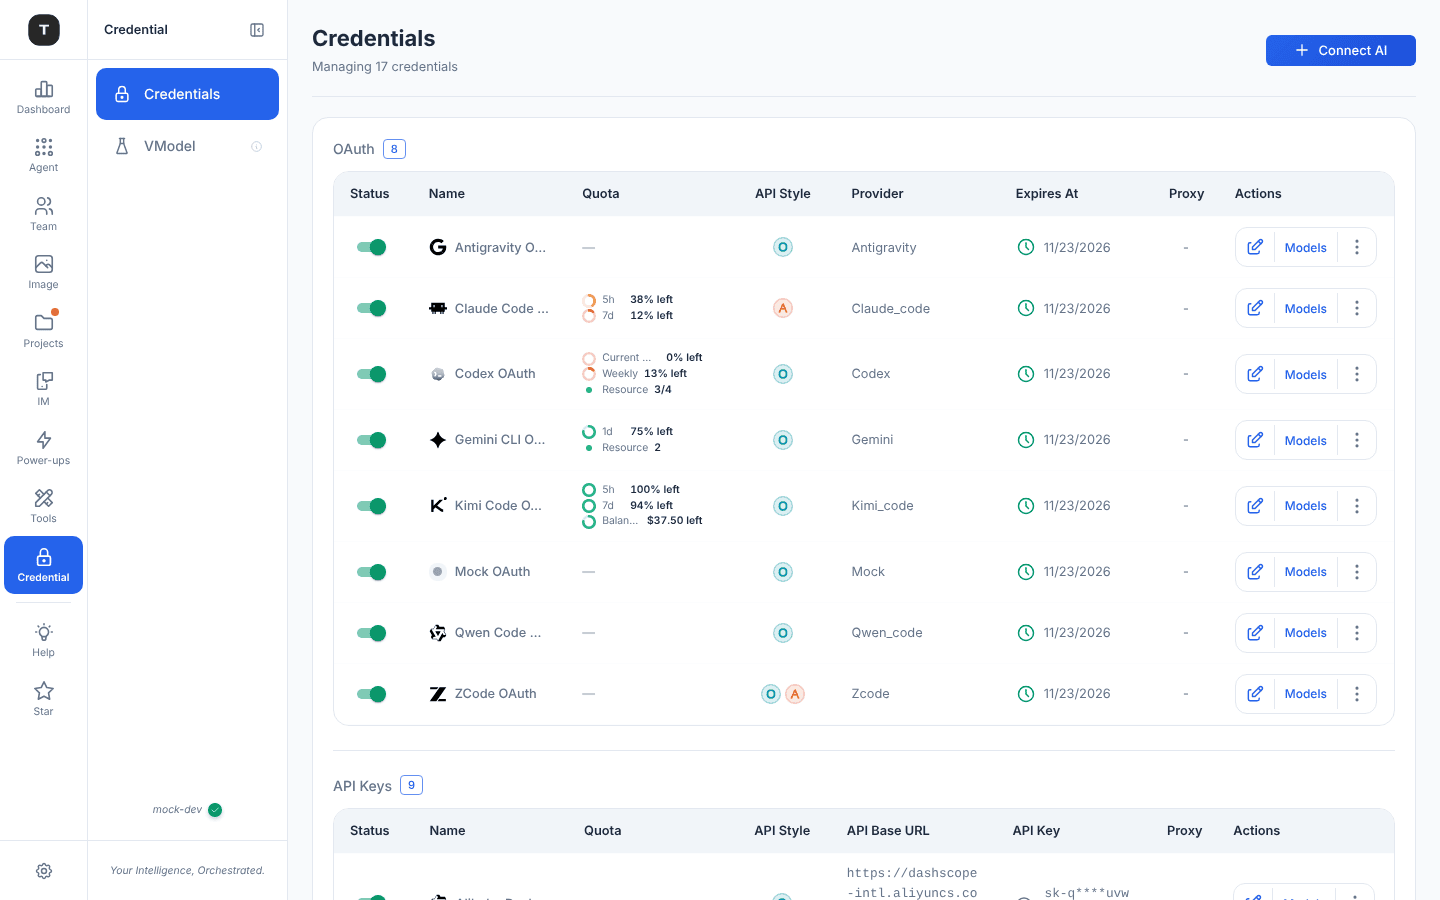 T
Credential
Dashboard
Agent
Team
Image
Projects
IM
Power-ups
Tools
Credential
Help
Star
Credentials
VModel
mock-dev
Your Intelligence, Orchestrated.
Credentials
Managing 17 credentials
Connect AI
OAuth 8
Status Name Quota API Style Provider Expires At Proxy Actions
Antigravity O... — O Antigravity 11/23/2026 - Models
Claude Code ... 5h 38% left A Claude_code 11/23/2026 - Models
7d 12% left
Codex OAuth Current ... 0% left O Codex 11/23/2026 - Models
Weekly 13% left
Resource 3/4
Gemini CLI O... 1d 75% left O Gemini 11/23/2026 - Models
Resource 2
Kimi Code O... 5h 100% left O Kimi_code 11/23/2026 - Models
7d 94% left
Balan... $37.50 left
Mock OAuth — O Mock 11/23/2026 - Models
Qwen Code ... — O Qwen_code 11/23/2026 - Models
ZCode OAuth — O A Zcode 11/23/2026 - Models
API Keys 9
Status Name Quota API Style API Base URL API Key Proxy Actions
https://dashscope
-intl.aliyuncs.co
sk-q****uvw